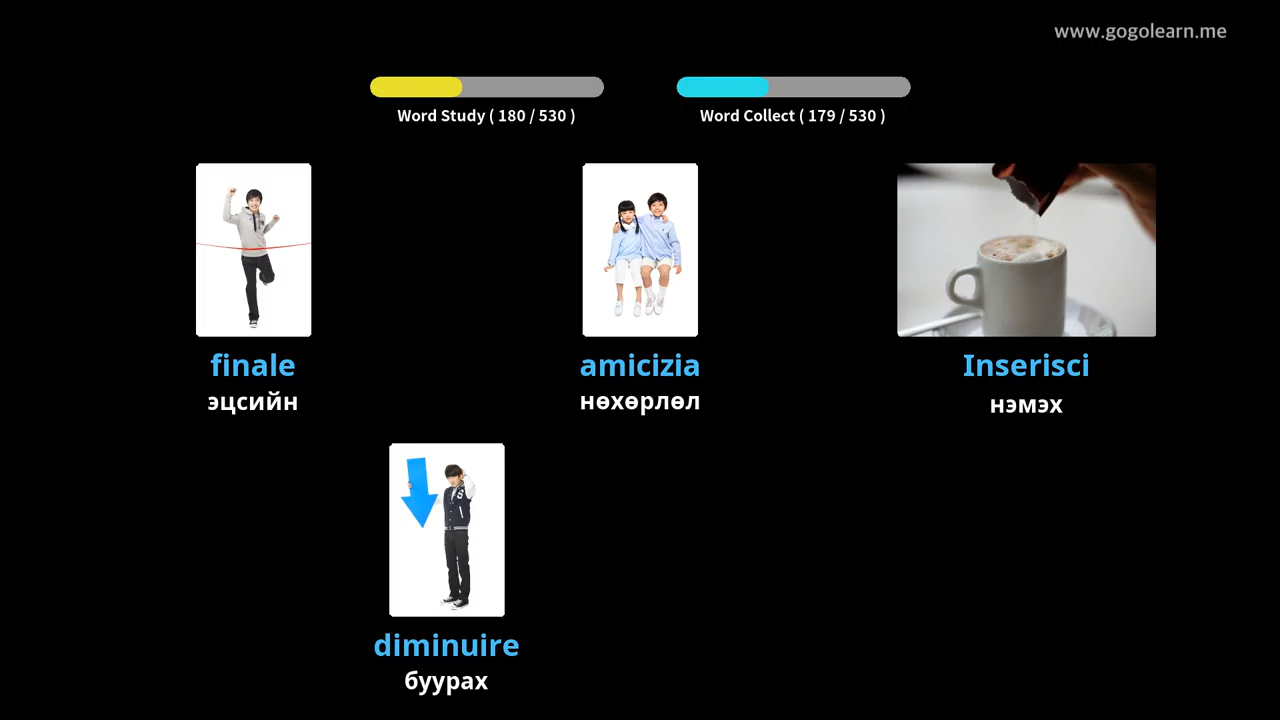 www.gogolearn.me
Word Study ( 180 / 530 )
Word Collect ( 179 / 530 )
finale
эцсийн
amicizia
нөхөрлөл
Inserisci
нэмэх
diminuire
буурах